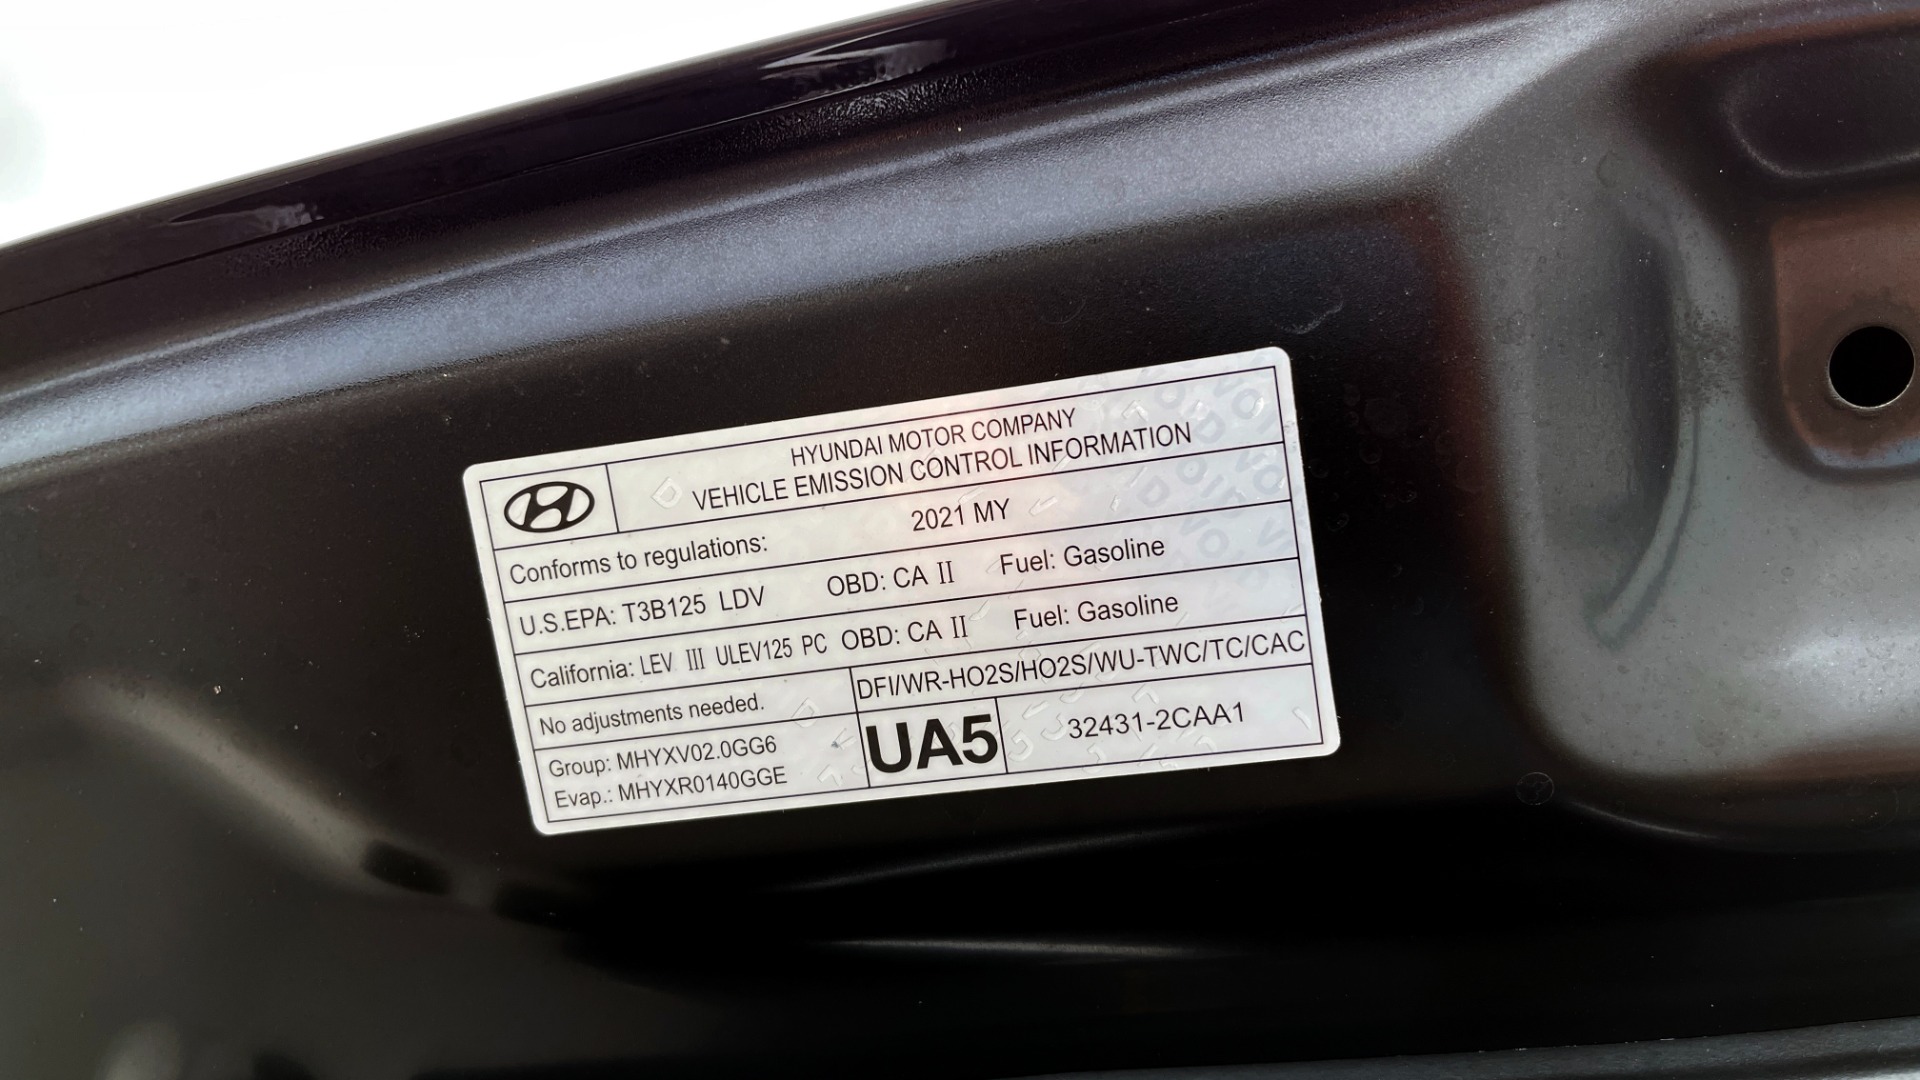 HYUNDAI MOTOR COMPANY
VEHICLE EMISSION CONTROL INFORMATION
Conforms to regulations: 2021 MY
U.S.EPA: T3B125 LDV OBD: CA II Fuel: Gasoline
California: LEV III ULEV125 PC OBD: CA II Fuel: Gasoline
No adjustments needed. DFI/WR-HO2S/HO2S/WU-TWC/TC/CAC
Group: MHYXV02.0GG6
Evap.: MHYXR0140GGE
UA5
32431-2CAA1